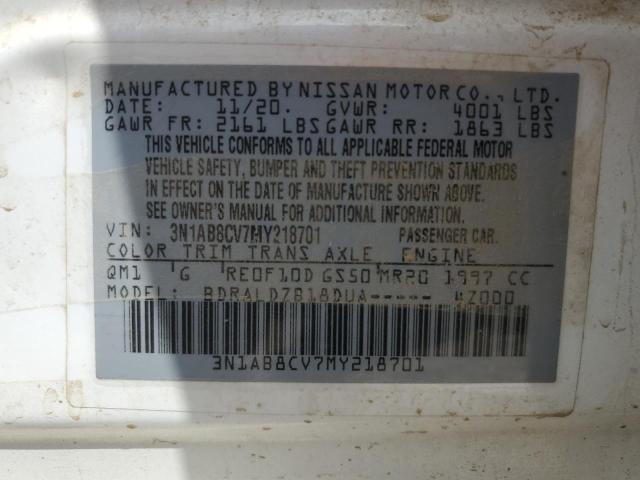 MANUFACTURED BY NISSAN MOTOR CO., LTD.
DATE: 11/20. GVWR: 4001 LBS
GAWR FR: 2161 LBS GAWR RR: 1863 LBS
THIS VEHICLE CONFORMS TO ALL APPLICABLE FEDERAL MOTOR
VEHICLE SAFETY, BUMPER AND THEFT PREVENTION STANDARDS
IN EFFECT ON THE DATE OF MANUFACTURE SHOWN ABOVE.
SEE OWNER'S MANUAL FOR ADDITIONAL INFORMATION.
VIN: 3N1AB8CV7MY218701 PASSENGER CAR.
COLOR TRIM TRANS AXLE ENGINE
QM1 G RE0F10D GS50 MR20 1997 CC
MODEL: BDRALDZB18DUA------ 4Z000
3N1AB8CV7MY218701